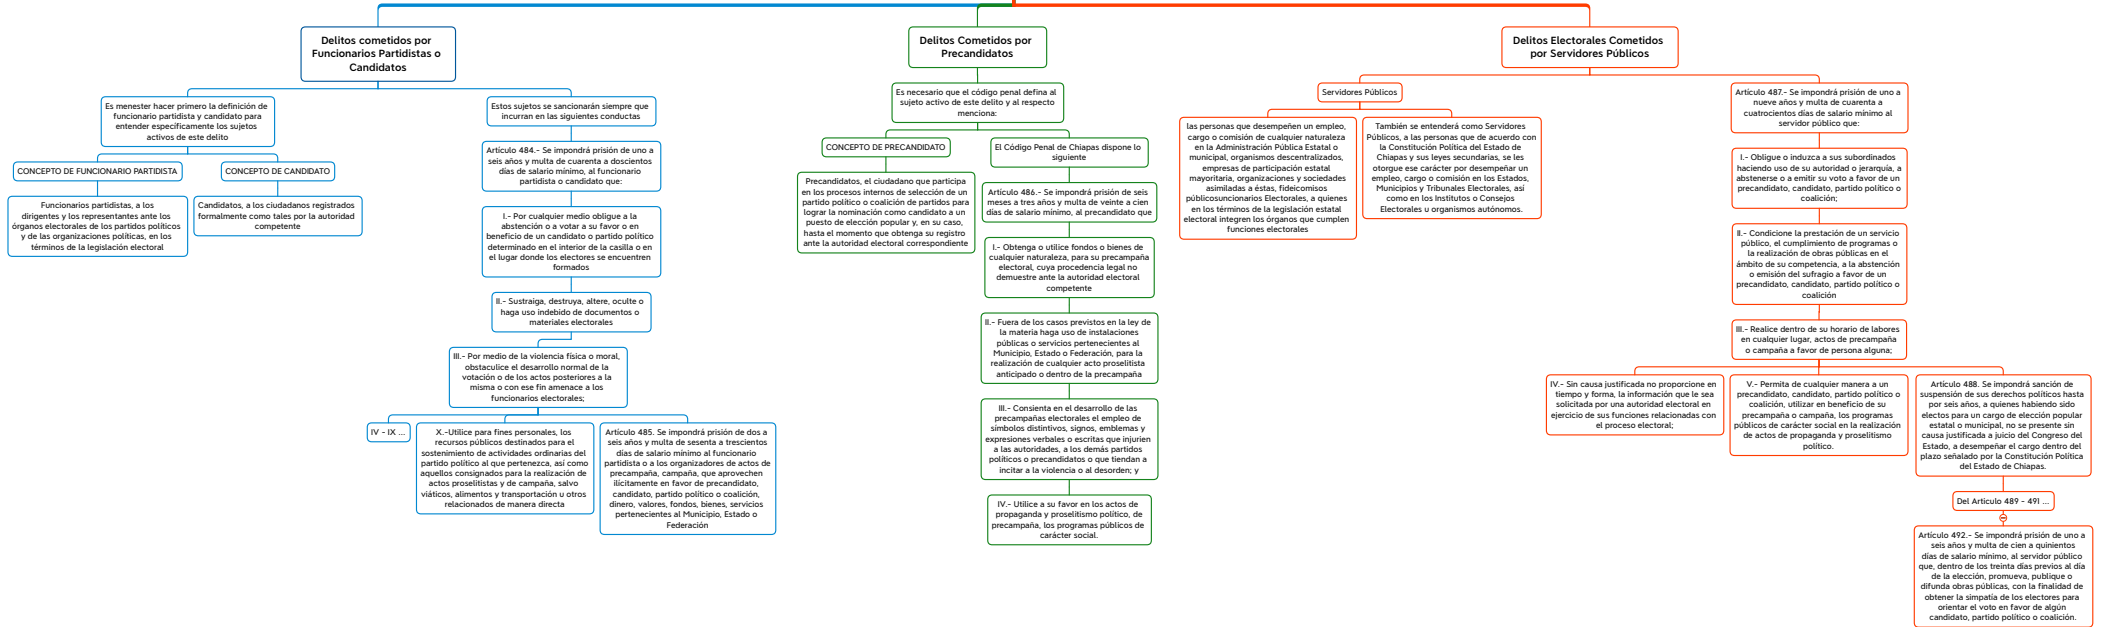 Delitos cometidos por
Funcionarios Partidistas o
Candidatos
Es menester hacer primero la definición de
funcionario partidista y candidato para
entender específicamente los sujetos
activos de este delito
CONCEPTO DE FUNCIONARIO PARTIDISTA
Funcionarios partidistas, a los
dirigentes y los representantes ante los
órganos electorales de los partidos políticos
y de las organizaciones políticas, en los
términos de la legislación electoral
CONCEPTO DE CANDIDATO
Candidatos, a los ciudadanos registrados
formalmente como tales por la autoridad
competente
Estos sujetos se sancionarán siempre que
incurran en las siguientes conductas
Artículo 484.- Se impondrá prisión de uno a
seis años y multa de cuarenta a doscientos
días de salario mínimo, al funcionario
partidista o candidato que:
I.- Por cualquier medio obligue a la
abstención o a votar a su favor o en
beneficio de un candidato o partido político
determinado en el interior de la casilla o en
el lugar donde los electores se encuentren
formados
II.- Sustraiga, destruya, altere, oculte o
haga uso indebido de documentos o
materiales electorales
III.- Por medio de la violencia física o moral,
obstaculice el desarrollo normal de la
votación o de los actos posteriores a la
misma o con ese fin amenace a los
funcionarios electorales;
IV - IX ...
X.-Utilice para fines personales, los
recursos públicos destinados para el
sostenimiento de actividades ordinarias del
partido político al que pertenezca, así como
aquellos consignados para la realización de
actos proselitistas y de campaña, salvo
viáticos, alimentos y transportación u otros
relacionados de manera directa
Artículo 485. Se impondrá prisión de dos a
seis años y multa de sesenta a trescientos
días de salario mínimo al funcionario
partidista o a los organizadores de actos de
precampaña, campaña, que aprovechen
ilícitamente en favor de precandidato,
candidato, partido político o coalición,
dinero, valores, fondos, bienes, servicios
pertenecientes al Municipio, Estado o
Federación
Delitos Cometidos por
Precandidatos
Es necesario que el código penal defina al
sujeto activo de este delito y al respecto
menciona:
CONCEPTO DE PRECANDIDATO
Precandidatos, el ciudadano que participa
en los procesos internos de selección de un
partido político o coalición de partidos para
lograr la nominación como candidato a un
puesto de elección popular y, en su caso,
hasta el momento que obtenga su registro
ante la autoridad electoral correspondiente
El Código Penal de Chiapas dispone lo
siguiente
Artículo 486.- Se impondrá prisión de seis
meses a tres años y multa de veinte a cien
días de salario mínimo, al precandidato que
I.- Obtenga o utilice fondos o bienes de
cualquier naturaleza, para su precampaña
electoral, cuya procedencia legal no
demuestre ante la autoridad electoral
competente
II.- Fuera de los casos previstos en la ley de
la materia haga uso de instalaciones
públicas o servicios pertenecientes al
Municipio, Estado o Federación, para la
realización de cualquier acto proselitista
anticipado o dentro de la precampaña
III.- Consienta en el desarrollo de las
precampañas electorales el empleo de
símbolos distintivos, signos, emblemas y
expresiones verbales o escritas que injurien
a las autoridades, a los demás partidos
políticos o precandidatos o que tiendan a
incitar a la violencia o al desorden; y
IV.- Utilice a su favor en los actos de
propaganda y proselitismo político, de
precampaña, los programas públicos de
carácter social.
Delitos Electorales Cometidos
por Servidores Públicos
Servidores Públicos
las personas que desempeñen un empleo,
cargo o comisión de cualquier naturaleza
en la Administración Pública Estatal o
municipal, organismos descentralizados,
empresas de participación estatal
mayoritaria, organizaciones y sociedades
asimiladas a éstas, fideicomisos
públicosuncionarios Electorales, a quienes
en los términos de la legislación estatal
electoral integren los órganos que cumplen
funciones electorales
También se entenderá como Servidores
Públicos, a las personas que de acuerdo con
la Constitución Política del Estado de
Chiapas y sus leyes secundarias, se les
otorgue ese carácter por desempeñar un
empleo, cargo o comisión en los Estados,
Municipios y Tribunales Electorales, así
como en los Institutos o Consejos
Electorales u organismos autónomos.
Artículo 487.- Se impondrá prisión de uno a
nueve años y multa de cuarenta a
cuatrocientos días de salario mínimo al
servidor público que:
I.- Obligue o induzca a sus subordinados
haciendo uso de su autoridad o jerarquía, a
abstenerse o a emitir su voto a favor de un
precandidato, candidato, partido político o
coalición;
II.- Condicione la prestación de un servicio
público, el cumplimiento de programas o
la realización de obras públicas en el
ámbito de su competencia, a la abstención
o emisión del sufragio a favor de un
precandidato, candidato, partido político o
coalición
III.- Realice dentro de su horario de labores
en cualquier lugar, actos de precampaña
o campaña a favor de persona alguna;
IV.- Sin causa justificada no proporcione en
tiempo y forma, la información que le sea
solicitada por una autoridad electoral en
ejercicio de sus funciones relacionadas con
el proceso electoral;
V.- Permita de cualquier manera a un
precandidato, candidato, partido político o
coalición, utilizar en beneficio de su
precampaña o campaña, los programas
públicos de carácter social en la realización
de actos de propaganda y proselitismo
político.
Artículo 488. Se impondrá sanción de
suspensión de sus derechos políticos hasta
por seis años, a quienes habiendo sido
electos para un cargo de elección popular
estatal o municipal, no se presente sin
causa justificada a juicio del Congreso del
Estado, a desempeñar el cargo dentro del
plazo señalado por la Constitución Política
del Estado de Chiapas.
Del Articulo 489 - 491 ...
Artículo 492.- Se impondrá prisión de uno a
seis años y multa de cien a quinientos
días de salario mínimo, al servidor público
que, dentro de los treinta días previos al día
de la elección, promueva, publique o
difunda obras públicas, con la finalidad de
obtener la simpatía de los electores para
orientar el voto en favor de algún
candidato, partido político o coalición.